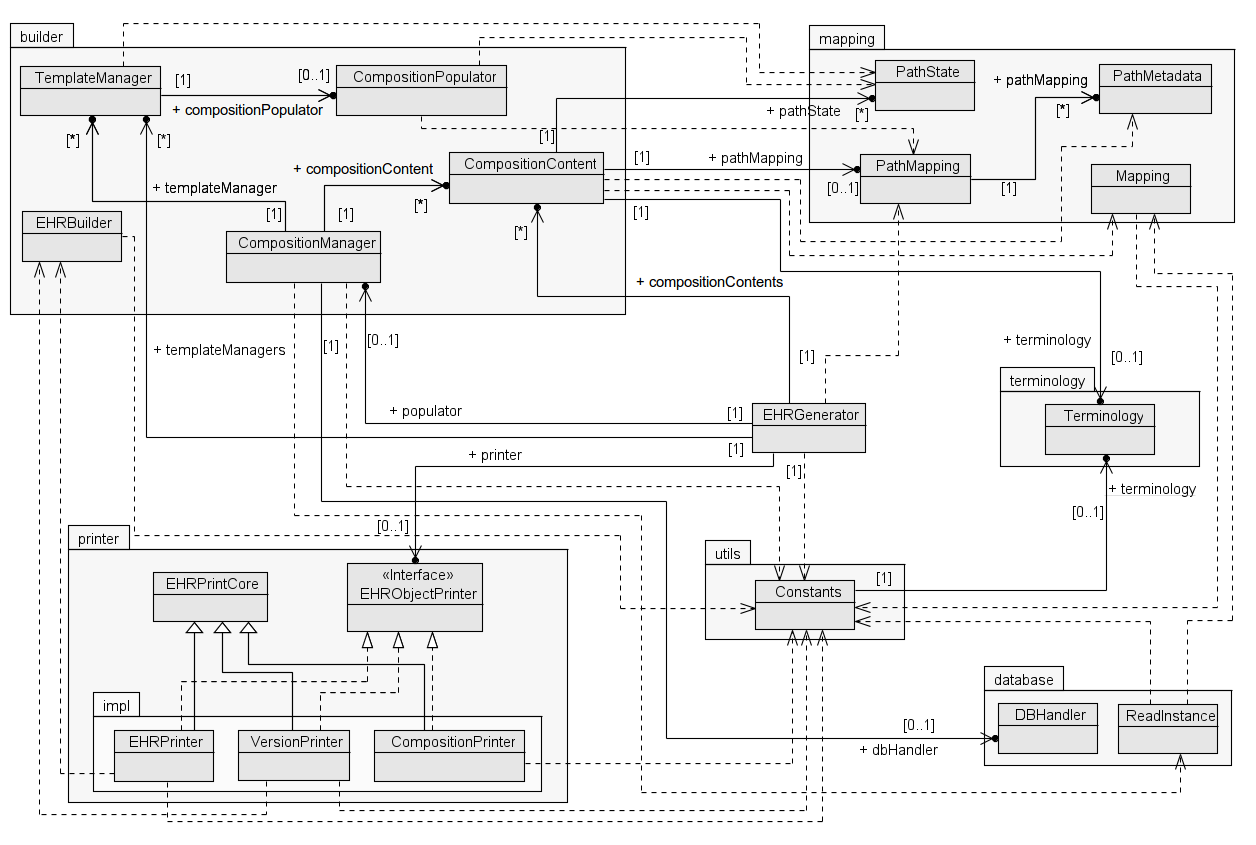 builder
mapping
TemplateManager
[1]
[0..1]
CompositionPopulator
PathState
+ pathMapping
PathMetadata
+ compositionPopulator
+ pathState
[*]
[*]
[*]
[*]
[1]
+ compositionContent
CompositionContent
[1]
+ pathMapping
PathMapping
Mapping
+ templateManager
[*]
[0..1]
[1]
EHRBuilder
[1]
[1]
[1]
[*]
CompositionManager
+ compositionContents
+ templateManagers
[1]
[0..1]
[1]
+ terminology
[0..1]
terminology
+ populator
[1]
EHRGenerator
Terminology
+ printer
[1]
[1]
+ terminology
[0..1]
[0..1]
printer
utils
«Interface»
EHRObjectPrinter
EHRPrintCore
Constants
[1]
database
impl
DBHandler
ReadInstance
EHRPrinter
VersionPrinter
CompositionPrinter
[0..1]
+ dbHandler